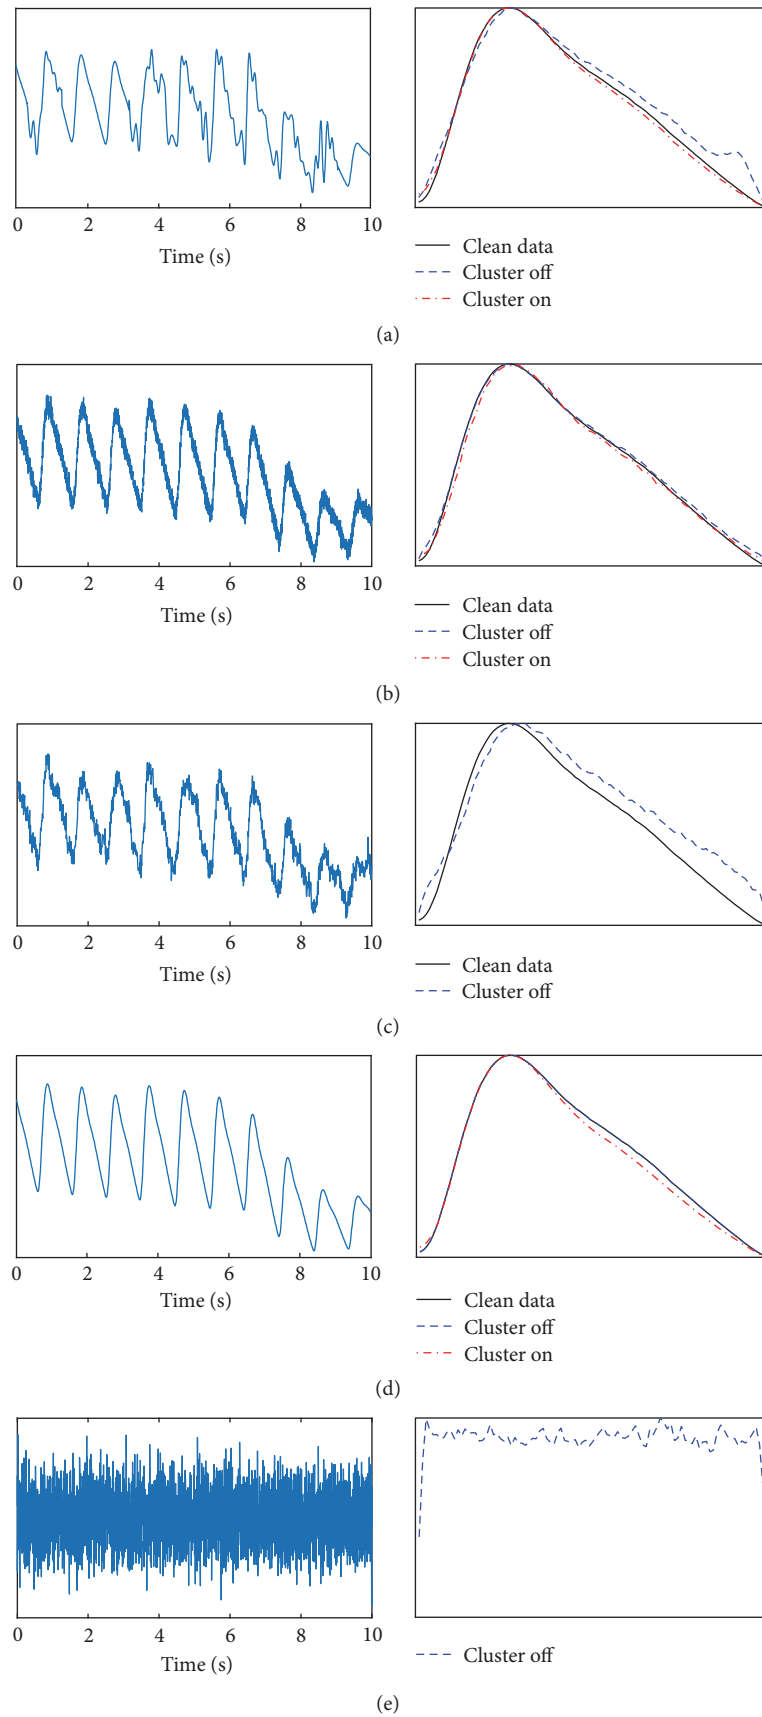 0 2 4 6 8 10
Time (s)
Clean data
Cluster off
Cluster on
(a)
0 2 4 6 8 10
Time (s)
Clean data
Cluster off
Cluster on
(b)
0 2 4 6 8 10
Time (s)
Clean data
Cluster off
(c)
0 2 4 6 8 10
Time (s)
Clean data
Cluster off
Cluster on
(d)
0 2 4 6 8 10
Time (s)
Cluster off
(e)